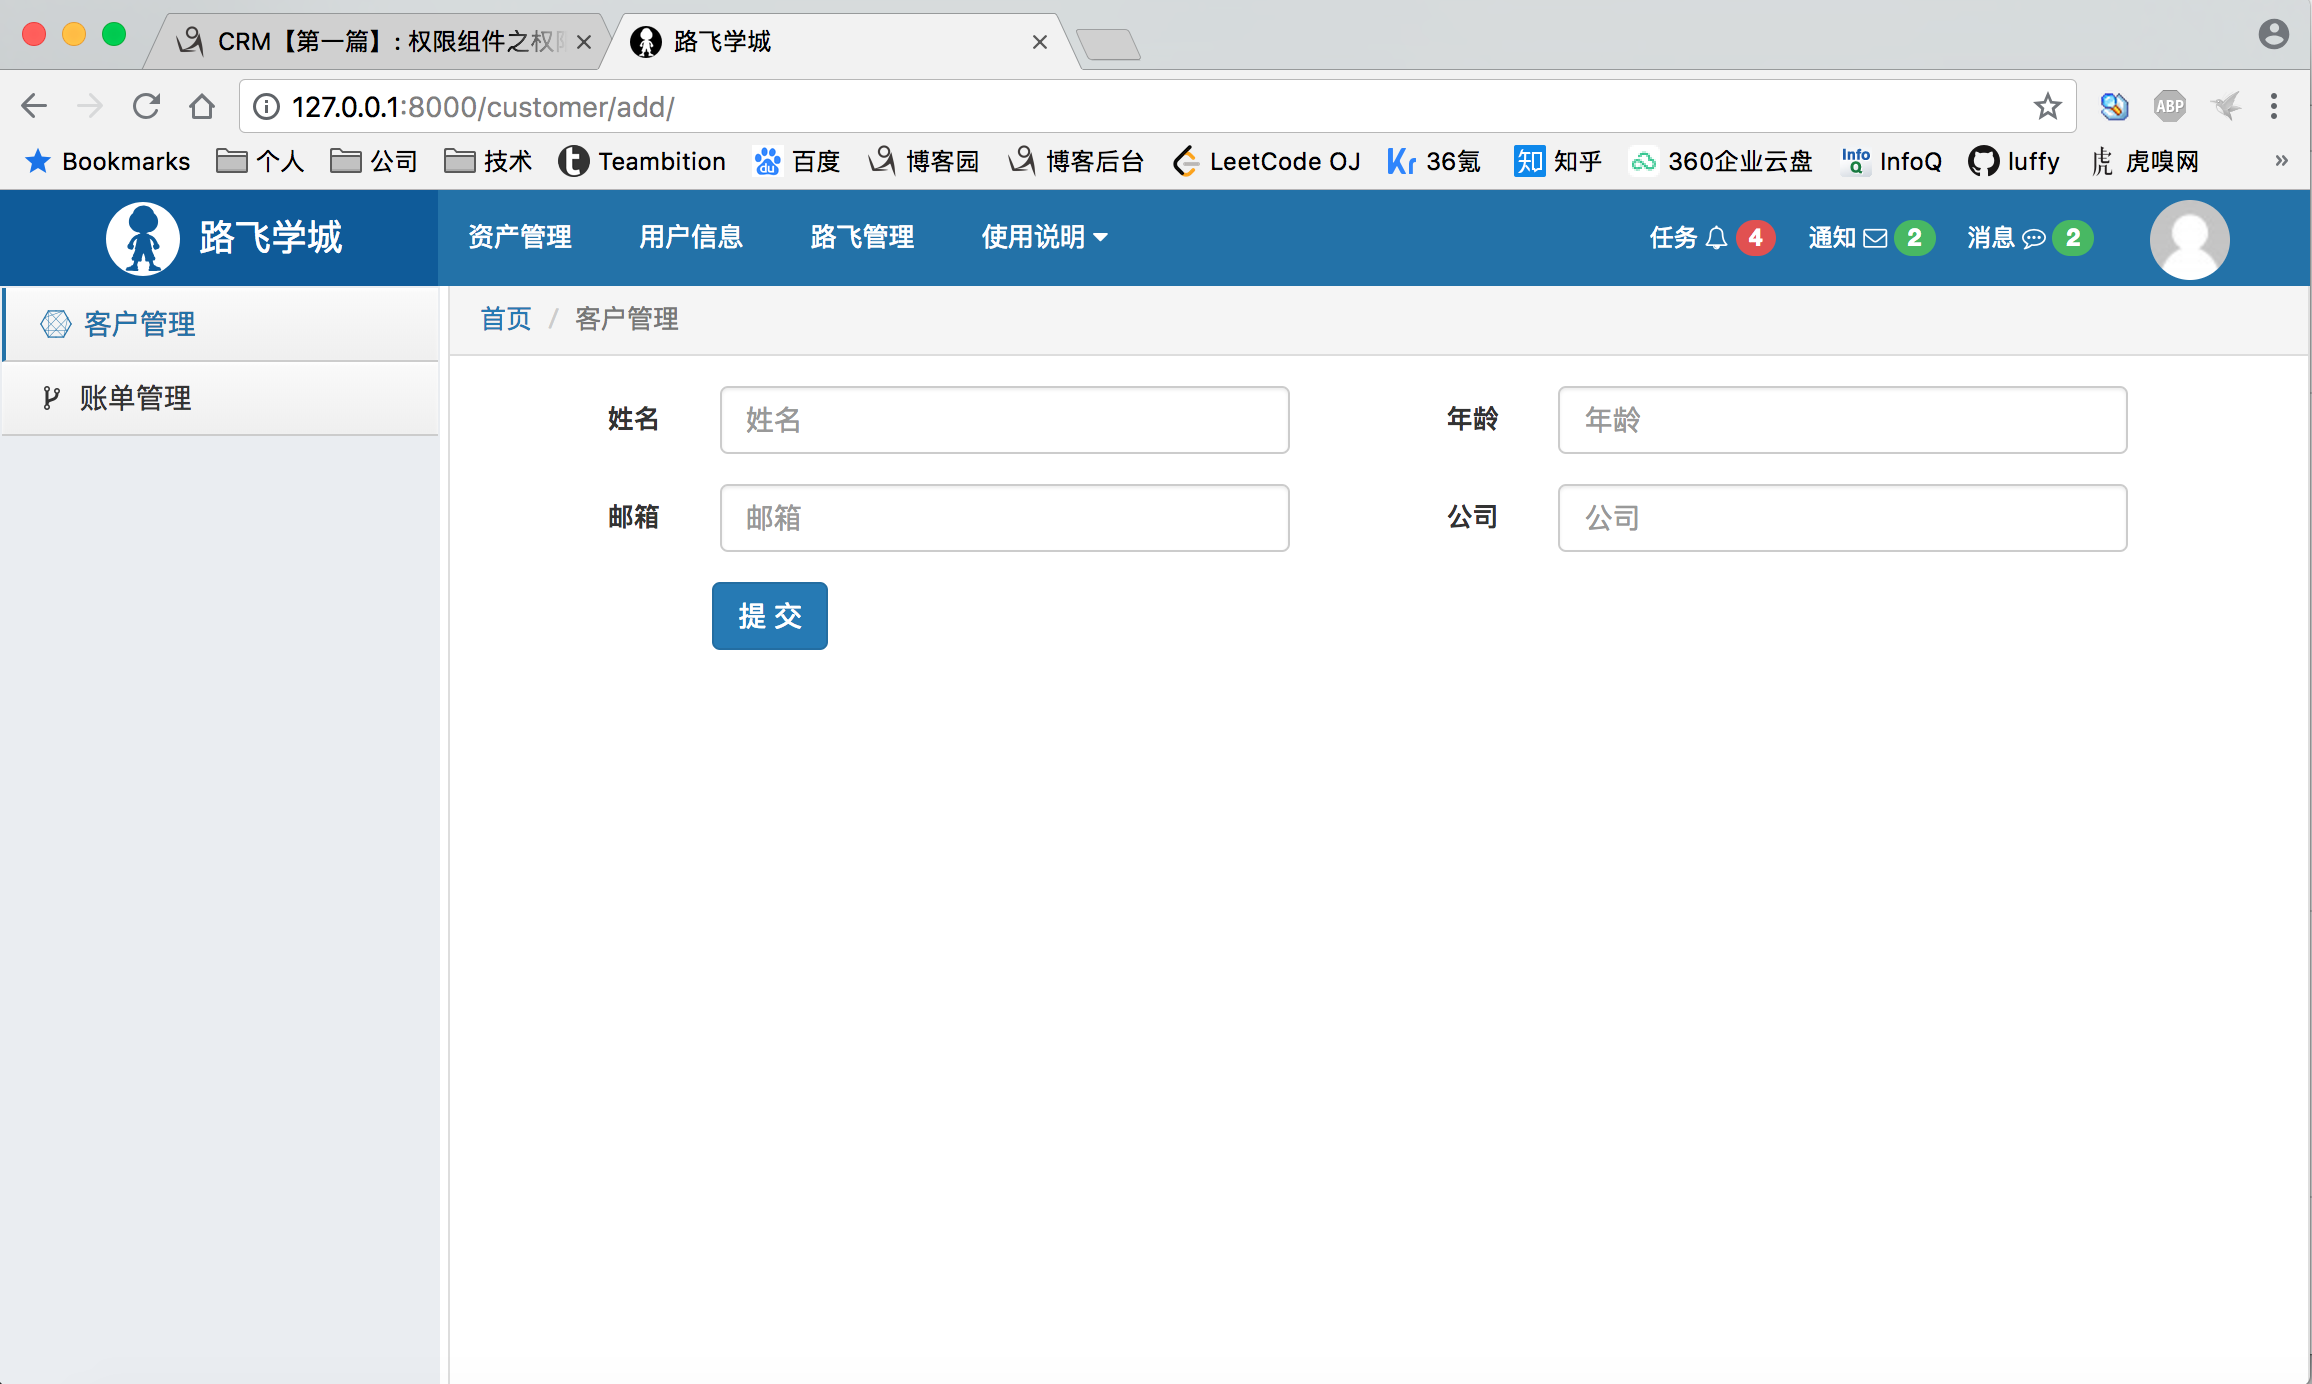 CRM【第一篇】: 权限组件之权
路飞学城
127.0.0.1:8000/customer/add/
ABP
Bookmarks 个人 公司 技术 Teambition du 百度 博客园 博客后台 LeetCode OJ Kr 36氪 知 知乎 360企业云盘 Info Q InfoQ luffy 虎 虎嗅网 »
路飞学城 资产管理 用户信息 路飞管理 使用说明 任务 4 通知 2 消息 2
客户管理
账单管理
首页 / 客户管理
姓名 姓名 年龄 年龄
邮箱 邮箱 公司 公司
提 交